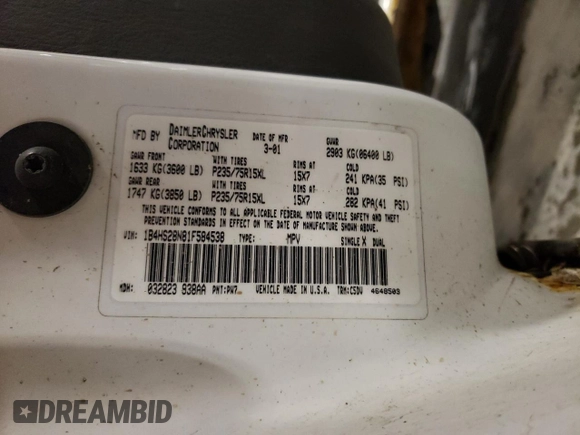 MFD BY DAIMLERCHRYSLER CORPORATION DATE OF MFR 3-01 GVWR 2903 KG(06400 LB)
GAWR FRONT WITH TIRES RIMS AT COLD
1633 KG(3600 LB) P235/75R15XL 15X7 241 KPA(35 PSI)
GAWR REAR WITH TIRES RIMS AT COLD
1747 KG(3850 LB) P235/75R15XL 15X7 282 KPA(41 PSI)
THIS VEHICLE CONFORMS TO ALL APPLICABLE FEDERAL MOTOR VEHICLE SAFETY AND THEFT
PREVENTION STANDARDS IN EFFECT ON THE DATE OF MANUFACTURE SHOWN ABOVE.
VIN: 1B4HS28N01F584538 TYPE: MPV SINGLE X DUAL
MDH: 032823 938AA PNT:PW7 VEHICLE MADE IN U.S.A. TRM:C5DV 4648503
DREAMBID